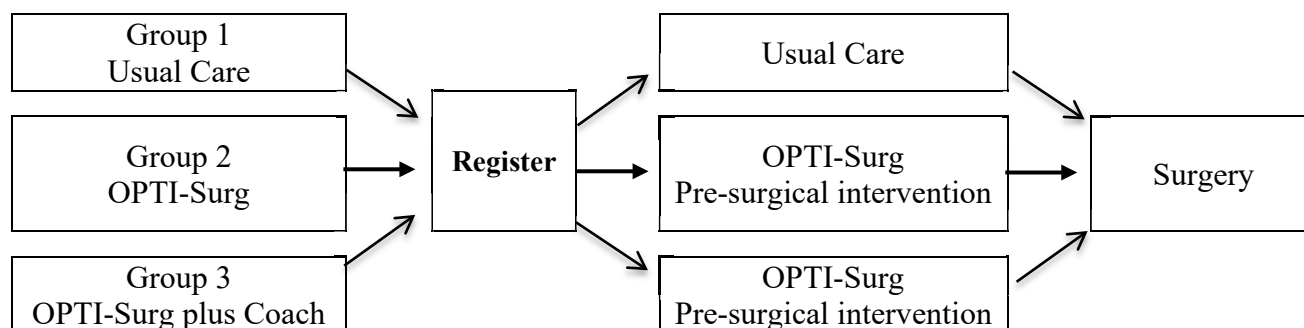 Group 1
Usual Care
Group 2
OPTI-Surg
Group 3
OPTI-Surg plus Coach
Register
Usual Care
OPTI-Surg
Pre-surgical intervention
OPTI-Surg
Pre-surgical intervention
Surgery